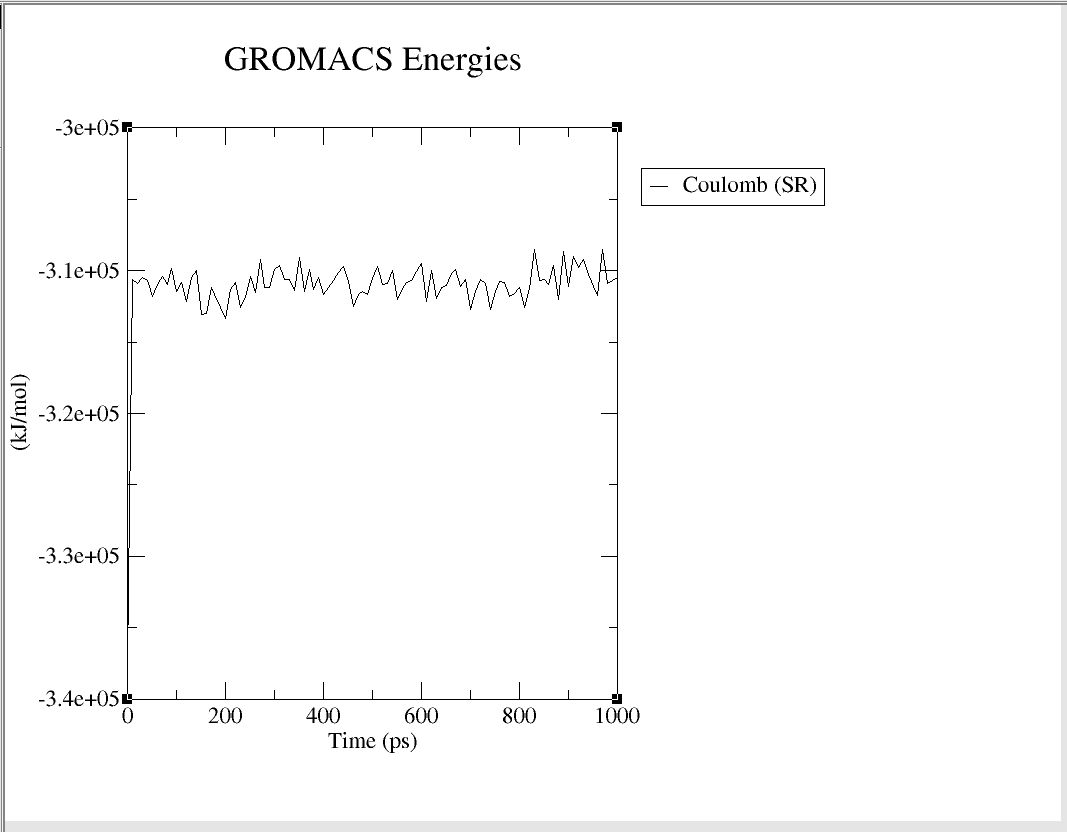 GROMACS Energies
-3e+05
Coulomb (SR)
-3.1e+05
-3.2e+05
(kJ/mol)
-3.3e+05
-3.4e+05
0 200 400 600 800 1000
Time (ps)